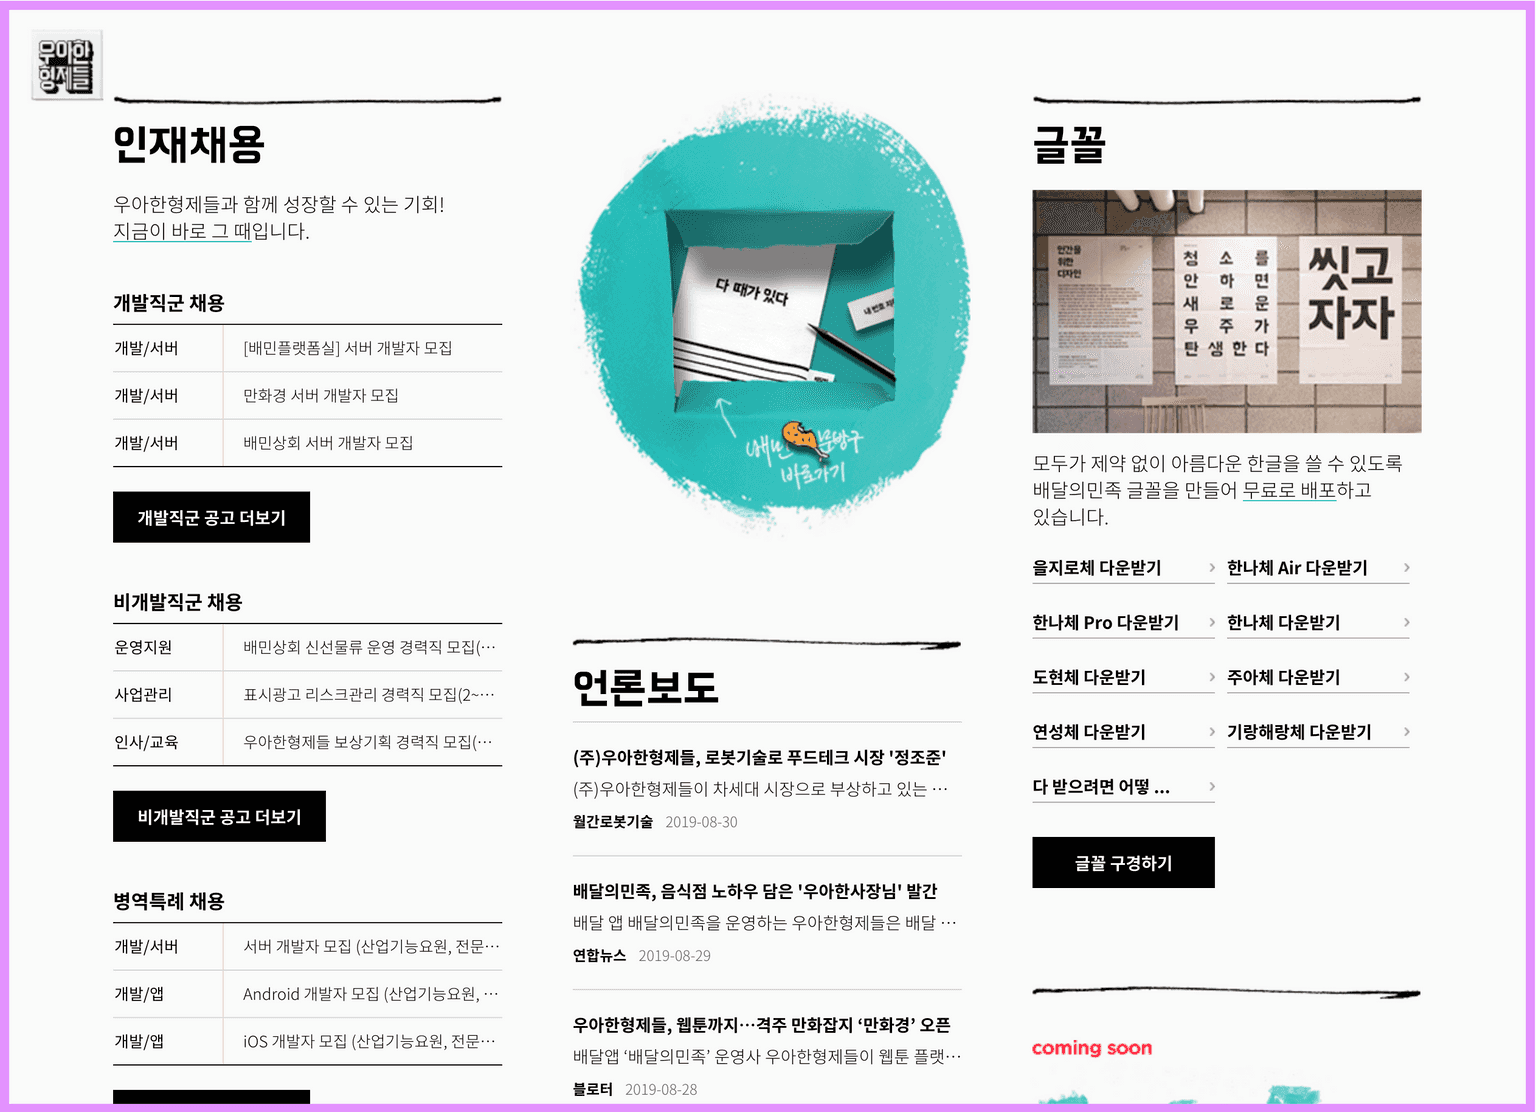 우아한
형제들
인재채용
우아한형제들과 함께 성장할 수 있는 기회!
지금이 바로 그 때입니다.
개발직군 채용
개발/서버 [배민플랫폼실] 서버 개발자 모집
개발/서버 만화경 서버 개발자 모집
개발/서버 배민상회 서버 개발자 모집
개발직군 공고 더보기
비개발직군 채용
운영지원 배민상회 신선물류 운영 경력직 모집(…
사업관리 표시광고 리스크관리 경력직 모집(2~…
인사/교육 우아한형제들 보상기획 경력직 모집(…
비개발직군 공고 더보기
병역특례 채용
개발/서버 서버 개발자 모집 (산업기능요원, 전문…
개발/앱 Android 개발자 모집 (산업기능요원, …
개발/앱 iOS 개발자 모집 (산업기능요원, 전문…
다 때가 있다
내 번호
배민 문방구
바로가기
언론보도
(주)우아한형제들, 로봇기술로 푸드테크 시장 '정조준'
(주)우아한형제들이 차세대 시장으로 부상하고 있는 …
월간로봇기술 2019-08-30
배달의민족, 음식점 노하우 담은 '우아한사장님' 발간
배달 앱 배달의민족을 운영하는 우아한형제들은 배달 …
연합뉴스 2019-08-29
우아한형제들, 웹툰까지…격주 만화잡지 ‘만화경’ 오픈
배달앱 ‘배달의민족’ 운영사 우아한형제들이 웹툰 플랫…
블로터 2019-08-28
글꼴
인간을
위한
디자인
청 소 를
안 하 면
새 로 운
우 주 가
탄 생 한 다
씻고
자자
모두가 제약 없이 아름다운 한글을 쓸 수 있도록
배달의민족 글꼴을 만들어 무료로 배포하고
있습니다.
을지로체 다운받기 > 한나체 Air 다운받기 >
한나체 Pro 다운받기 > 한나체 다운받기 >
도현체 다운받기 > 주아체 다운받기 >
연성체 다운받기 > 기랑해랑체 다운받기 >
다 받으려면 어떻 ... >
글꼴 구경하기
coming soon